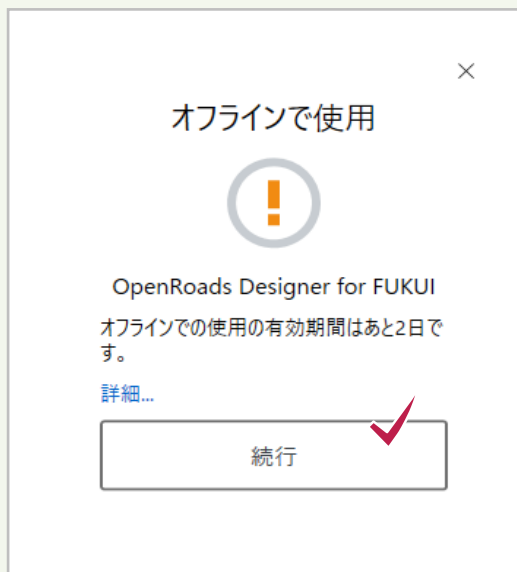 オフラインで使用
OpenRoads Designer for FUKUI
オフラインでの使用の有効期間はあと2日で
す。
詳細...
続行